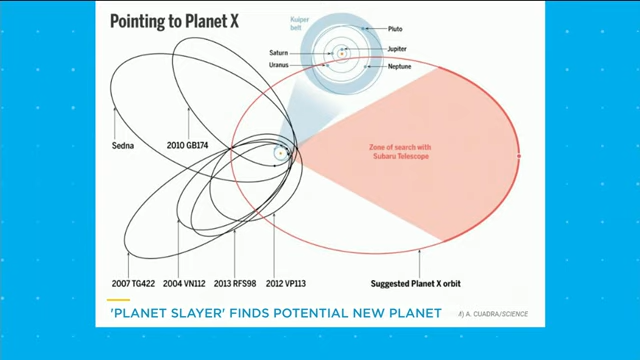 Pointing to Planet X
Kuiper
belt
Pluto
Saturn
Jupiter
Uranus
Neptune
Sedna
2010 GB174
Zone of search with
Subaru Telescope
2007 TG422
2004 VN112
2013 RFS98
2012 VP113
Suggested Planet X orbit
'PLANET SLAYER' FINDS POTENTIAL NEW PLANET
A. CUADRA/SCIENCE